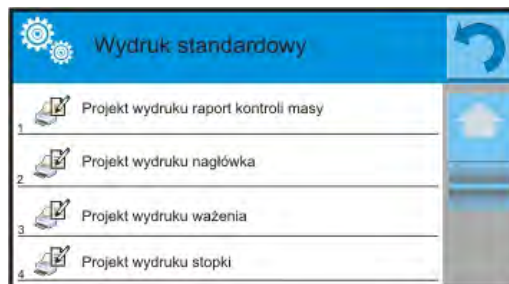 Wydruk standardowy
1 Projekt wydruku raport kontroli masy
2 Projekt wydruku nagłówka
3 Projekt wydruku ważenia
4 Projekt wydruku stopki